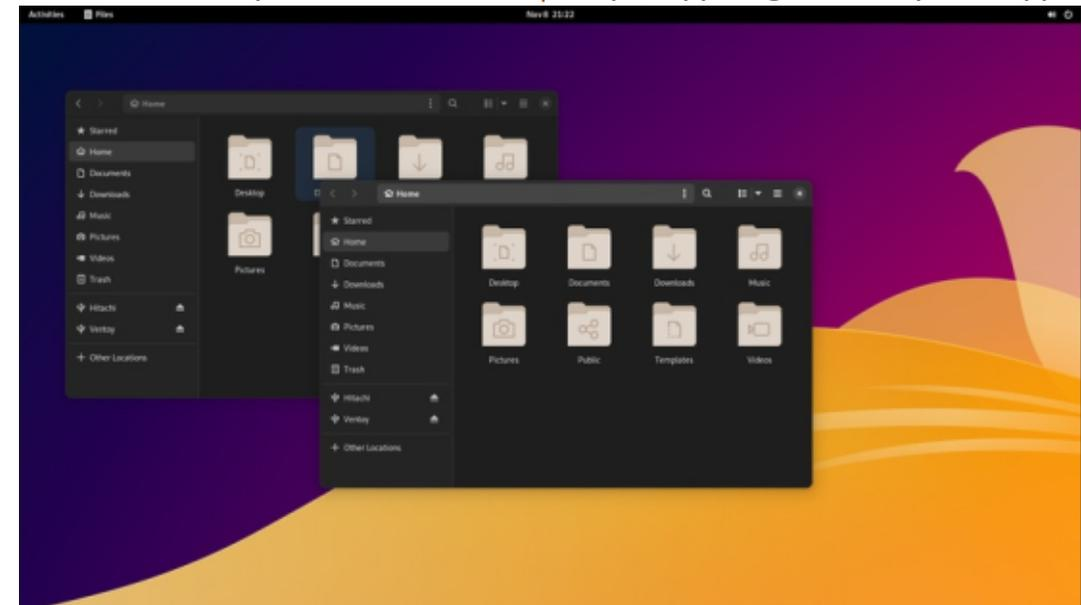 Activities Files Nov 8 21:22
Home
Starred
Home
Documents
Downloads
Music
Pictures
Videos
Trash
Hitachi
Ventoy
+ Other Locations
Desktop
Pictures
Home
Starred
Home
Documents
Downloads
Music
Pictures
Videos
Trash
Hitachi
Ventoy
+ Other Locations
Desktop Documents Downloads Music
Pictures Public Templates Videos